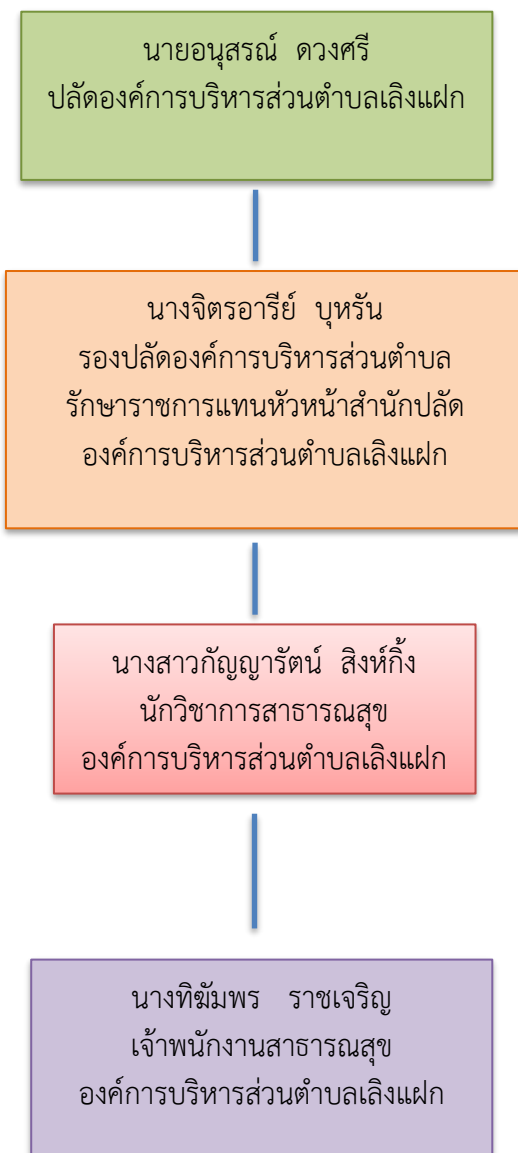 นายอนุสรณ์ ดวงศรี
ปลัดองค์การบริหารส่วนตำบลเลิงแฝก
นางจิตรอารีย์ บุหรัน
รองปลัดองค์การบริหารส่วนตำบล
รักษาราชการแทนหัวหน้าสำนักปลัด
องค์การบริหารส่วนตำบลเลิงแฝก
นางสาวกัญญารัตน์ สิงห์กิ้ง
นักวิชาการสาธารณสุข
องค์การบริหารส่วนตำบลเลิงแฝก
นางทิฆัมพร ราชเจริญ
เจ้าพนักงานสาธารณสุข
องค์การบริหารส่วนตำบลเลิงแฝก